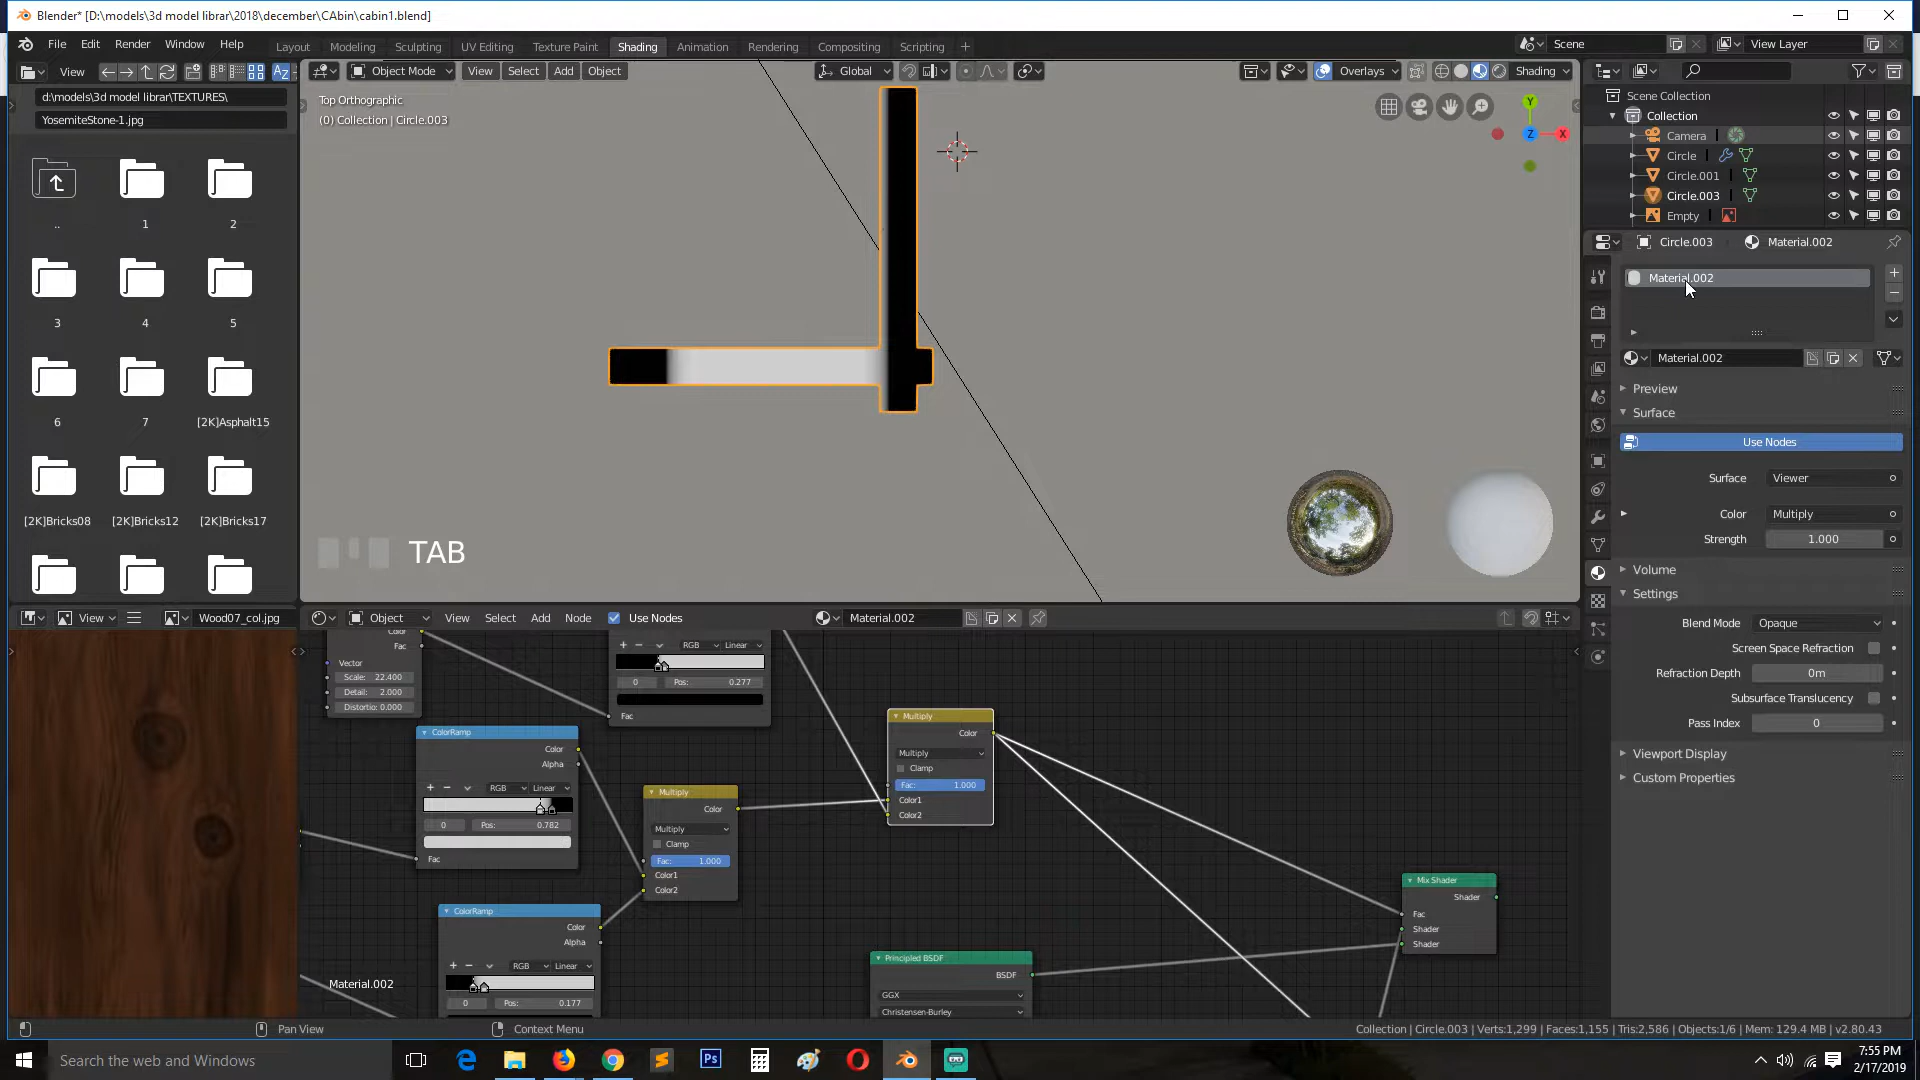 Blender* [D:\models\3d model librar\2018\december\CAbin\cabin1.blend]
File Edit Render Window Help
Layout Modeling Sculpting UV Editing Texture Paint Shading Animation Rendering Compositing Scripting +
Scene
View Layer
View
Object Mode View Select Add Object
Global
Overlays
Shading
d:\models\3d model librar\TEXTURES\
YosemiteStone-1.jpg
..
1
2
3
4
5
6
7
[2K]Asphalt15
[2K]Bricks08
[2K]Bricks12
[2K]Bricks17
Top Orthographic
(0) Collection | Circle.003
Y
Z
X
TAB
Scene Collection
Collection
Camera
Circle
Circle.001
Circle.003
Empty
Circle.003
Material.002
Material.002
Material.002
Preview
Surface
Use Nodes
Surface Viewer
Color Multiply
Strength 1.000
Volume
Settings
Blend Mode Opaque
Screen Space Refraction
Refraction Depth 0m
Subsurface Translucency
Pass Index 0
Viewport Display
Custom Properties
View
Wood07_col.jpg
Object View Select Add Node Use Nodes
Material.002
Color
Fac
Vector
Scale: 22.400
Detail: 2.000
Distortio: 0.000
RGB Linear
0 Pos: 0.277
Fac
ColorRamp
Color
Alpha
RGB Linear
0 Pos: 0.782
Fac
Multiply
Color
Multiply
Clamp
Fac: 1.000
Color1
Color2
Multiply
Color
Multiply
Clamp
Fac: 1.000
Color1
Color2
ColorRamp
Color
Alpha
RGB Linear
0 Pos: 0.177
Principled BSDF
BSDF
GGX
Christensen-Burley
Mix Shader
Shader
Fac
Shader
Shader
Material.002
Pan View
Context Menu
Collection | Circle.003 | Verts:1,299 | Faces:1,155 | Tris:2,586 | Objects:1/6 | Mem: 129.4 MB | v2.80.43
Search the web and Windows
Ps
7:55 PM
2/17/2019